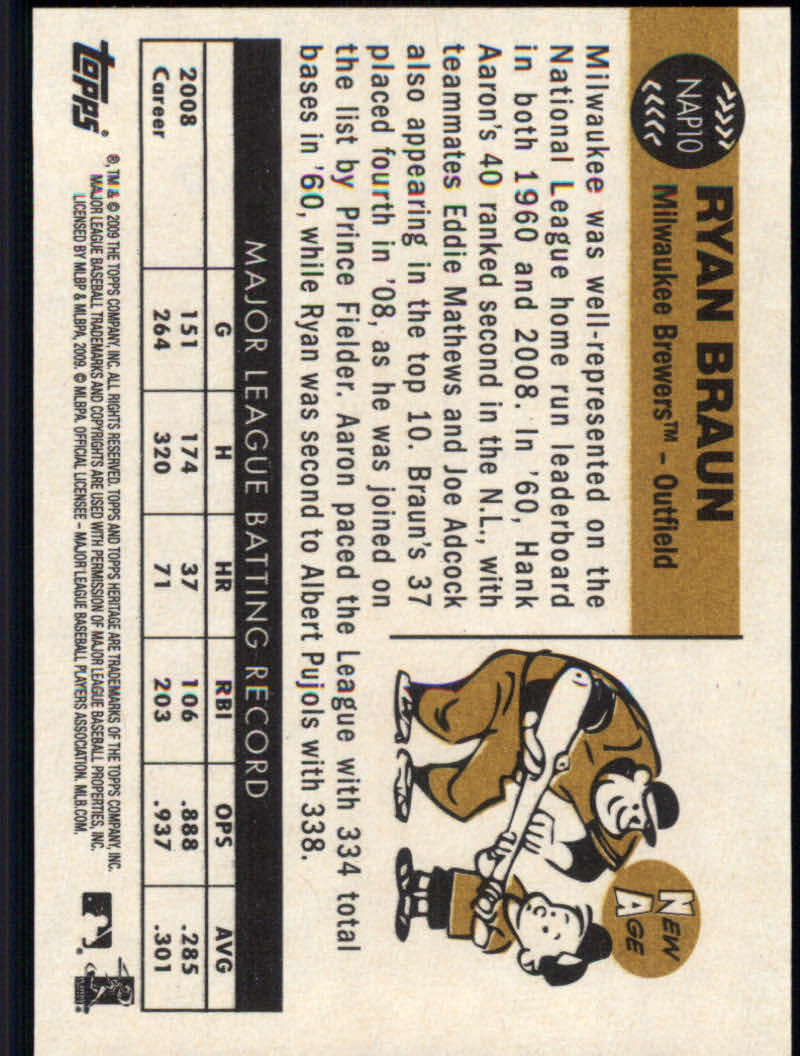 NAP10
RYAN BRAUN
Milwaukee Brewers™ – Outfield
Milwaukee was well-represented on the
National League home run leaderboard
in both 1960 and 2008. In '60, Hank
Aaron's 40 ranked second in the N.L., with
teammates Eddie Mathews and Joe Adcock
also appearing in the top 10. Braun's 37
placed fourth in '08, as he was joined on
the list by Prince Fielder. Aaron paced the League with 334 total
bases in '60, while Ryan was second to Albert Pujols with 338.
NEW
AGE
MAJOR LEAGUE BATTING RECORD
G H HR RBI OPS AVG
2008 151 174 37 106 .888 .285
Career 264 320 71 203 .937 .301
topps®
®, TM & © 2009 THE TOPPS COMPANY, INC. ALL RIGHTS RESERVED. TOPPS AND TOPPS HERITAGE ARE TRADEMARKS OF THE TOPPS COMPANY, INC.
MAJOR LEAGUE BASEBALL TRADEMARKS AND COPYRIGHTS ARE USED WITH PERMISSION OF MAJOR LEAGUE BASEBALL PROPERTIES, INC.
LICENSED BY MLBP & MLBPA, 2009. © MLBPA. OFFICIAL LICENSEE – MAJOR LEAGUE BASEBALL PLAYERS ASSOCIATION. MLB.COM.